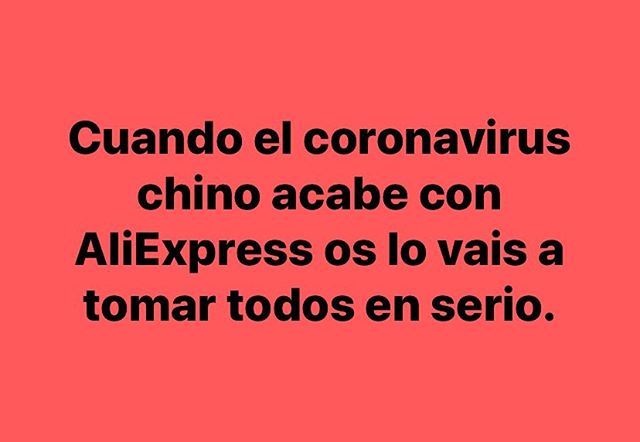 Cuando el coronavirus
chino acabe con
AliExpress os lo vais a
tomar todos en serio.